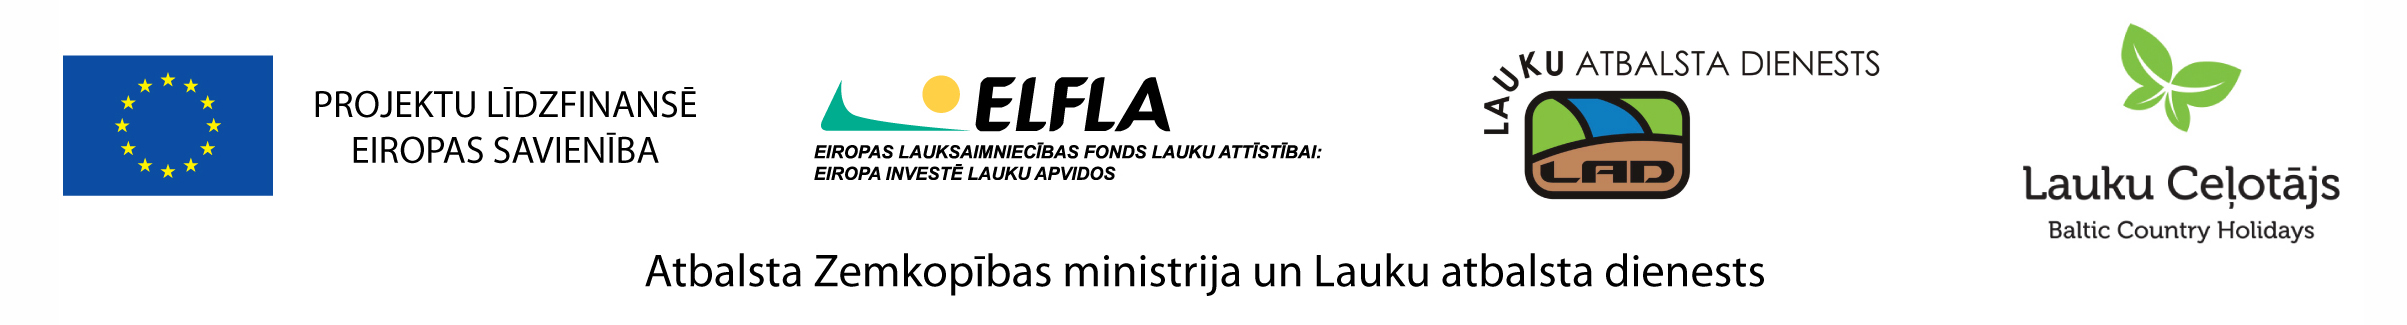 PROJEKTU LĪDZFINANSĒ
EIROPAS SAVIENĪBA
ELFLA
EIROPAS LAUKSAIMNIECĪBAS FONDS LAUKU ATTĪSTĪBAI:
EIROPA INVESTĒ LAUKU APVIDOS
LAUKU ATBALSTA DIENESTS
LAD
Lauku Ceļotājs
Baltic Country Holidays
Atbalsta Zemkopības ministrija un Lauku atbalsta dienests